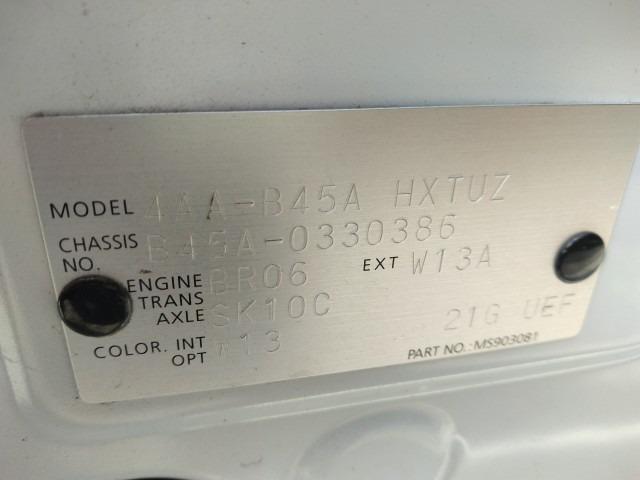 MODEL 4AA-B45A HXTUZ
CHASSIS NO. B45A-0330386
ENGINE BR06 EXT W13A
TRANS AXLE SK10C
COLOR. INT OPT 13 21G UEF
PART NO.: MS903081